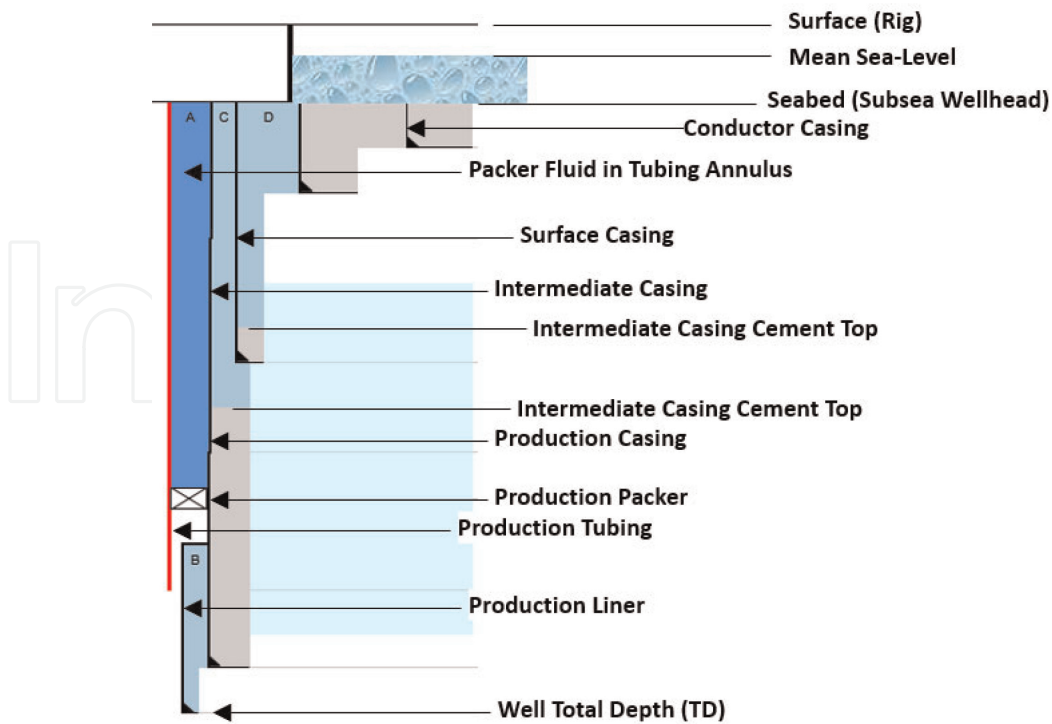 Surface (Rig)
Mean Sea-Level
Seabed (Subsea Wellhead)
A
C
D
Conductor Casing
Packer Fluid in Tubing Annulus
Surface Casing
In
Intermediate Casing
Intermediate Casing Cement Top
Intermediate Casing Cement Top
Production Casing
Production Packer
Production Tubing
B
Production Liner
Well Total Depth (TD)